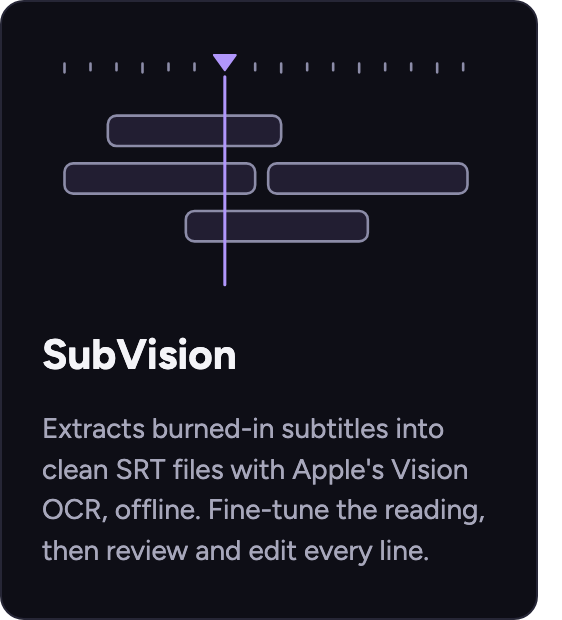 SubVision
Extracts burned-in subtitles into
clean SRT files with Apple's Vision
OCR, offline. Fine-tune the reading,
then review and edit every line.